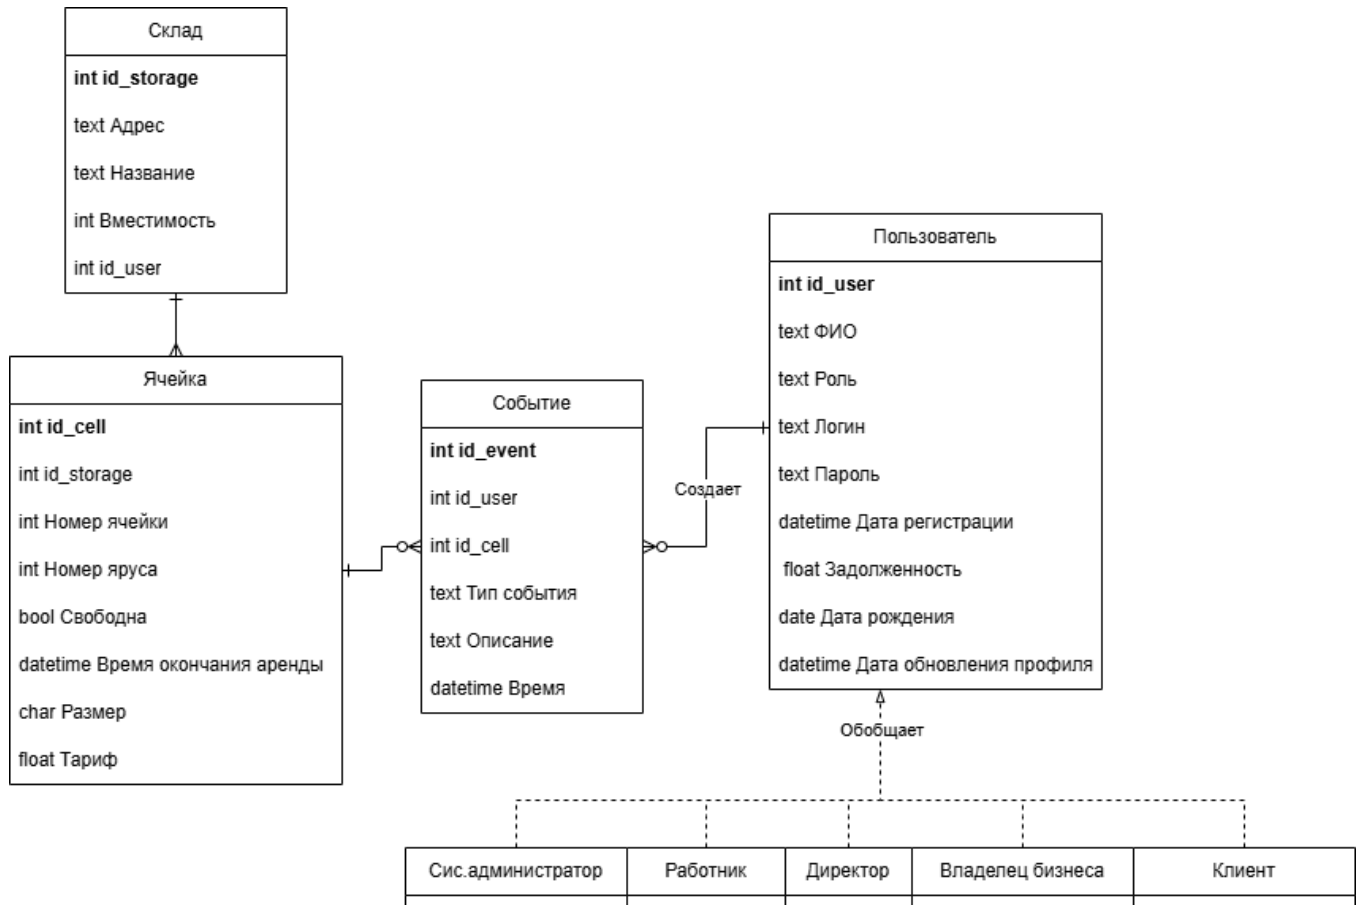 Склад
int id_storage
text Адрес
text Название
int Вместимость
int id_user
Ячейка
int id_cell
int id_storage
int Номер ячейки
int Номер яруса
bool Свободна
datetime Время окончания аренды
char Размер
float Тариф
Событие
int id_event
int id_user
int id_cell
text Тип события
text Описание
datetime Время
Создает
Пользователь
int id_user
text ФИО
text Роль
text Логин
text Пароль
datetime Дата регистрации
float Задолженность
date Дата рождения
datetime Дата обновления профиля
Обобщает
Сис.администратор
Работник
Директор
Владелец бизнеса
Клиент